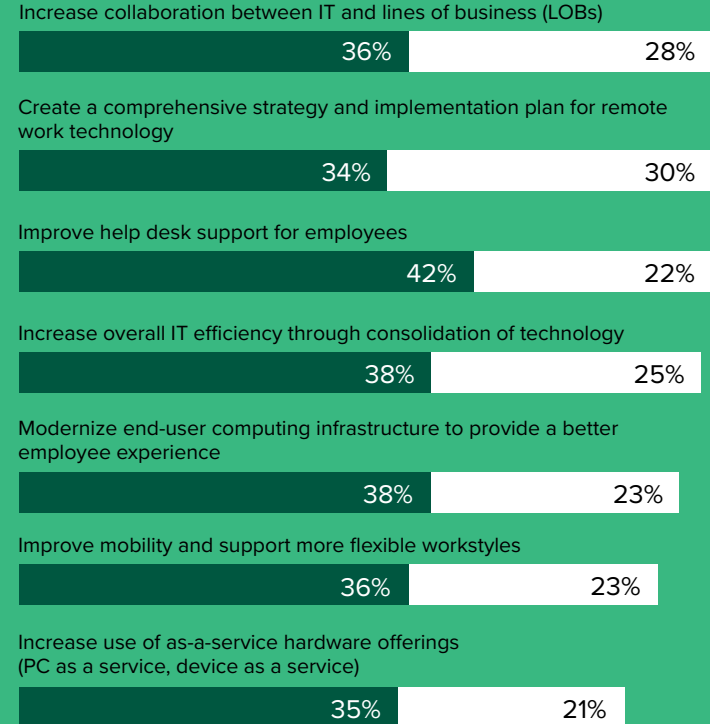 Increase collaboration between IT and lines of business (LOBs)
36% 28%
Create a comprehensive strategy and implementation plan for remote
work technology
34% 30%
Improve help desk support for employees
42% 22%
Increase overall IT efficiency through consolidation of technology
38% 25%
Modernize end-user computing infrastructure to provide a better
employee experience
38% 23%
Improve mobility and support more flexible workstyles
36% 23%
Increase use of as-a-service hardware offerings
(PC as a service, device as a service)
35% 21%